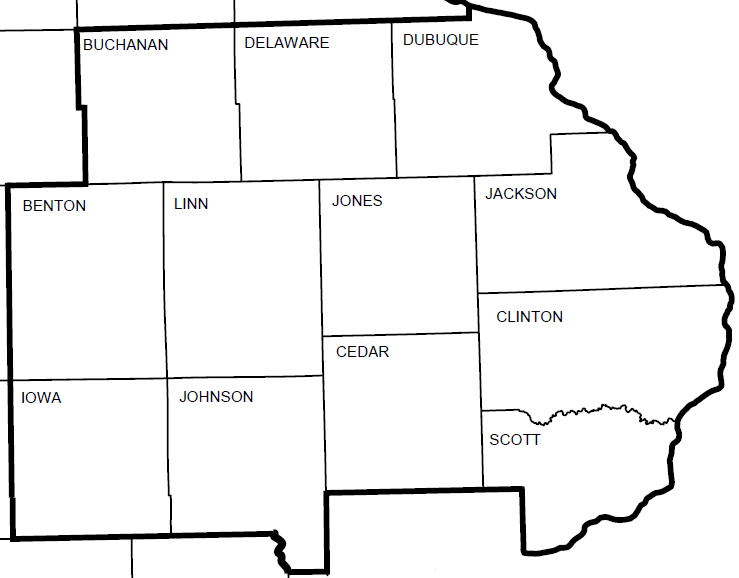 BUCHANAN
DELAWARE
DUBUQUE
BENTON
LINN
JONES
JACKSON
CLINTON
CEDAR
IOWA
JOHNSON
SCOTT